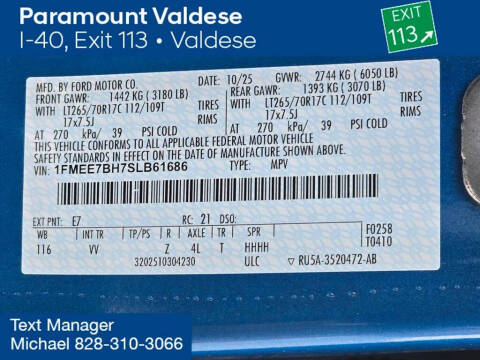 Paramount Valdese
I-40, Exit 113 • Valdese
EXIT
113
MFD. BY FORD MOTOR CO.
DATE: 10/25 GVWR: 2744 KG ( 6050 LB)
FRONT GAWR: 1442 KG ( 3180 LB)
REAR GAWR: 1393 KG ( 3070 LB)
WITH LT265/70R17C 112/109T TIRES
WITH LT265/70R17C 112/109T TIRES
17×7.5J RIMS
17×7.5J RIMS
AT 270 kPa/ 39 PSI COLD
AT 270 kPa/ 39 PSI COLD
THIS VEHICLE CONFORMS TO ALL APPLICABLE FEDERAL MOTOR VEHICLE
SAFETY STANDARDS IN EFFECT ON THE DATE OF MANUFACTURE SHOWN ABOVE.
VIN: 1FMEE7BH7SLB61686 TYPE: MPV
EXT PNT: E7 RC: 21 DSO:
WB INT TR TP/PS R AXLE TR SPR F0258
116 VV Z 4L T HHHH T0410
3202510304230 ULC RU5A-3520472-AB
Text Manager
Michael 828-310-3066